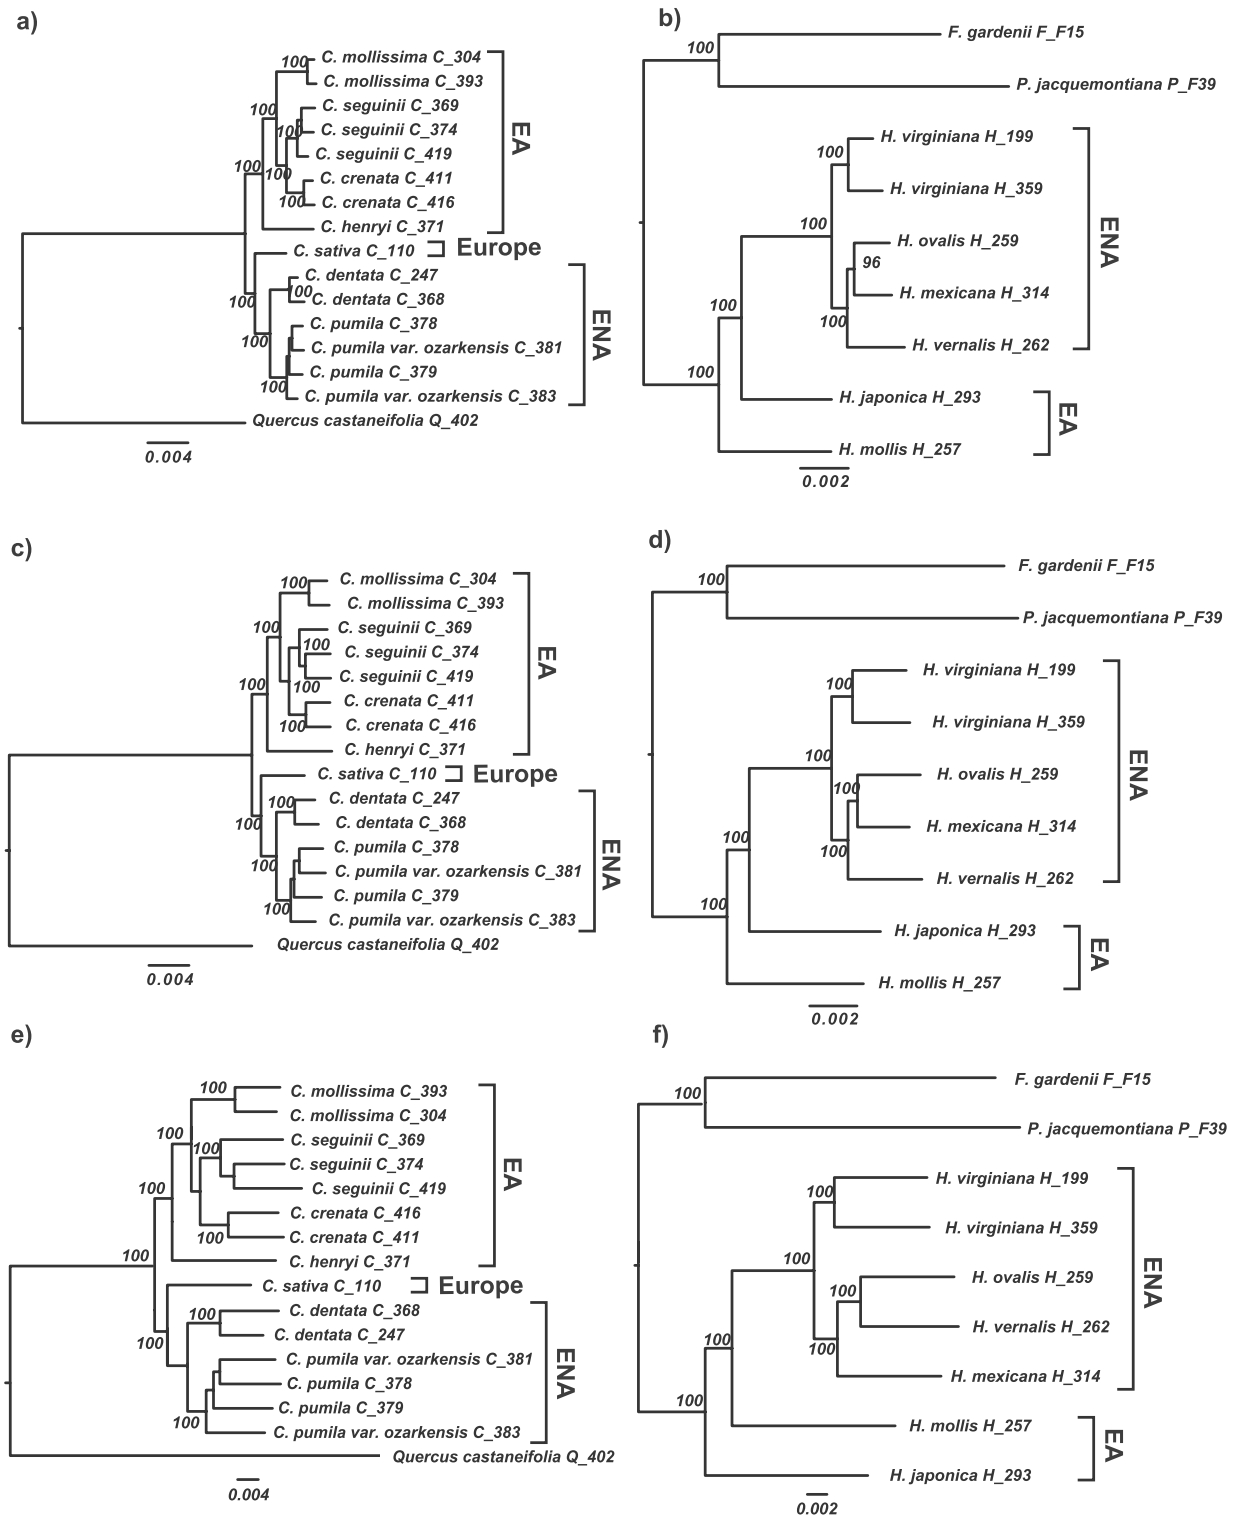 a)
100
C. mollissima C_304
C. mollissima C_393
100
C. seguinii C_369
100
C. seguinii C_374
C. seguinii C_419
100
100
C. crenata C_411
100
C. crenata C_416
C. henryi C_371
EA
C. sativa C_110
Europe
C. dentata C_247
100
100
C. dentata C_368
C. pumila C_378
100
C. pumila var. ozarkensis C_381
C. pumila C_379
100
C. pumila var. ozarkensis C_383
ENA
Quercus castaneifolia Q_402
0.004
b)
F. gardenii F_F15
100
P. jacquemontiana P_F39
H. virginiana H_199
100
H. virginiana H_359
100
H. ovalis H_259
96
H. mexicana H_314
100
H. vernalis H_262
ENA
100
100
H. japonica H_293
H. mollis H_257
EA
0.002
c)
100
C. mollissima C_304
C. mollissima C_393
100
C. seguinii C_369
100
C. seguinii C_374
C. seguinii C_419
100
100
C. crenata C_411
100
C. crenata C_416
C. henryi C_371
EA
C. sativa C_110
Europe
C. dentata C_247
100
100
C. dentata C_368
C. pumila C_378
100
C. pumila var. ozarkensis C_381
C. pumila C_379
100
C. pumila var. ozarkensis C_383
ENA
Quercus castaneifolia Q_402
0.004
d)
F. gardenii F_F15
100
P. jacquemontiana P_F39
H. virginiana H_199
100
H. virginiana H_359
100
H. ovalis H_259
100
H. mexicana H_314
100
H. vernalis H_262
ENA
100
100
H. japonica H_293
H. mollis H_257
EA
0.002
e)
100
C. mollissima C_393
C. mollissima C_304
100
C. seguinii C_369
100
C. seguinii C_374
100
C. seguinii C_419
C. crenata C_416
100
C. crenata C_411
C. henryi C_371
EA
100
C. sativa C_110
Europe
C. dentata C_368
100
C. dentata C_247
100
C. pumila var. ozarkensis C_381
C. pumila C_378
C. pumila C_379
100
C. pumila var. ozarkensis C_383
ENA
Quercus castaneifolia Q_402
0.004
f)
F. gardenii F_F15
100
P. jacquemontiana P_F39
H. virginiana H_199
100
H. virginiana H_359
100
H. ovalis H_259
100
H. vernalis H_262
100
H. mexicana H_314
ENA
100
100
H. mollis H_257
H. japonica H_293
EA
0.002